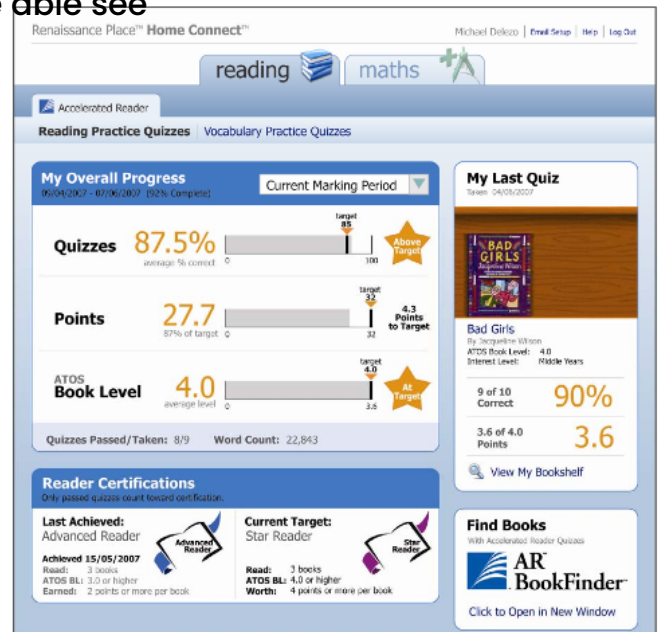 able see
Renaissance Place™ Home Connect™
Michael Delezo | Email Setup | Help | Log Out
reading maths
Accelerated Reader
Reading Practice Quizzes Vocabulary Practice Quizzes
My Overall Progress
09/04/2007 - 07/06/2007 (92% Complete)
Current Marking Period
Quizzes 87.5%
average % correct
target
85
0 100
Above Target
Points 27.7
87% of target
target
32
0 32
4.3 Points to Target
ATOS
Book Level 4.0
average level
target
4.0
0 3.6
At Target
Quizzes Passed/Taken: 8/9 Word Count: 22,843
Reader Certifications
Only passed quizzes count toward certification.
Last Achieved:
Advanced Reader
Advanced Reader
Achieved 15/05/2007
Read: 3 books
ATOS BL: 3.0 or higher
Earned: 2 points or more per book
Current Target:
Star Reader
Star Reader
Read: 3 books
ATOS BL: 4.0 or higher
Worth: 4 points or more per book
My Last Quiz
Taken 04/06/2007
BAD GIRLS
Jacqueline Wilson
Bad Girls
By Jacqueline Wilson
ATOS Book Level: 4.0
Interest Level: Middle Years
9 of 10 Correct 90%
3.6 of 4.0 Points 3.6
View My Bookshelf
Find Books
With Accelerated Reader Quizzes
AR
BookFinder™
Click to Open in New Window